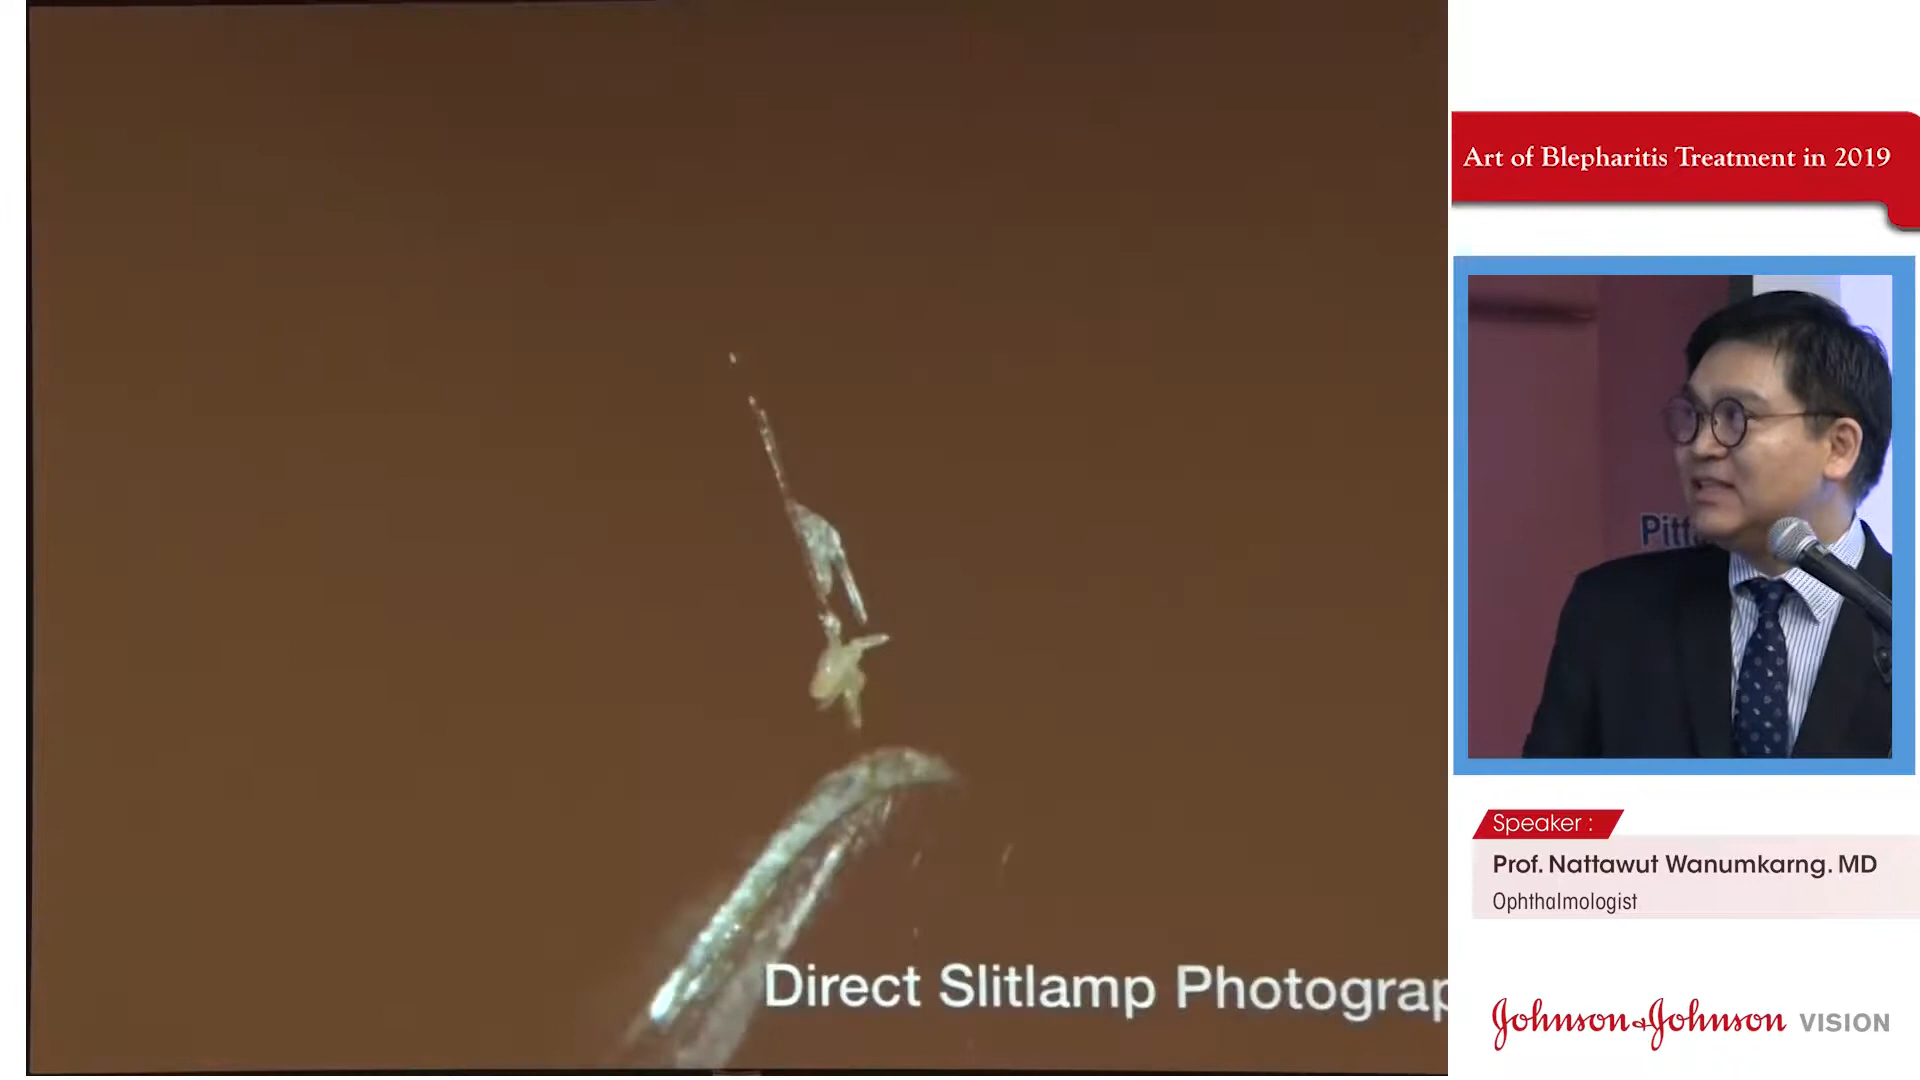 Art of Blepharitis Treatment in 2019
Direct Slitlamp Photograp
Speaker :
Prof. Nattawut Wanumkarng. MD
Ophthalmologist
Johnson & Johnson VISION